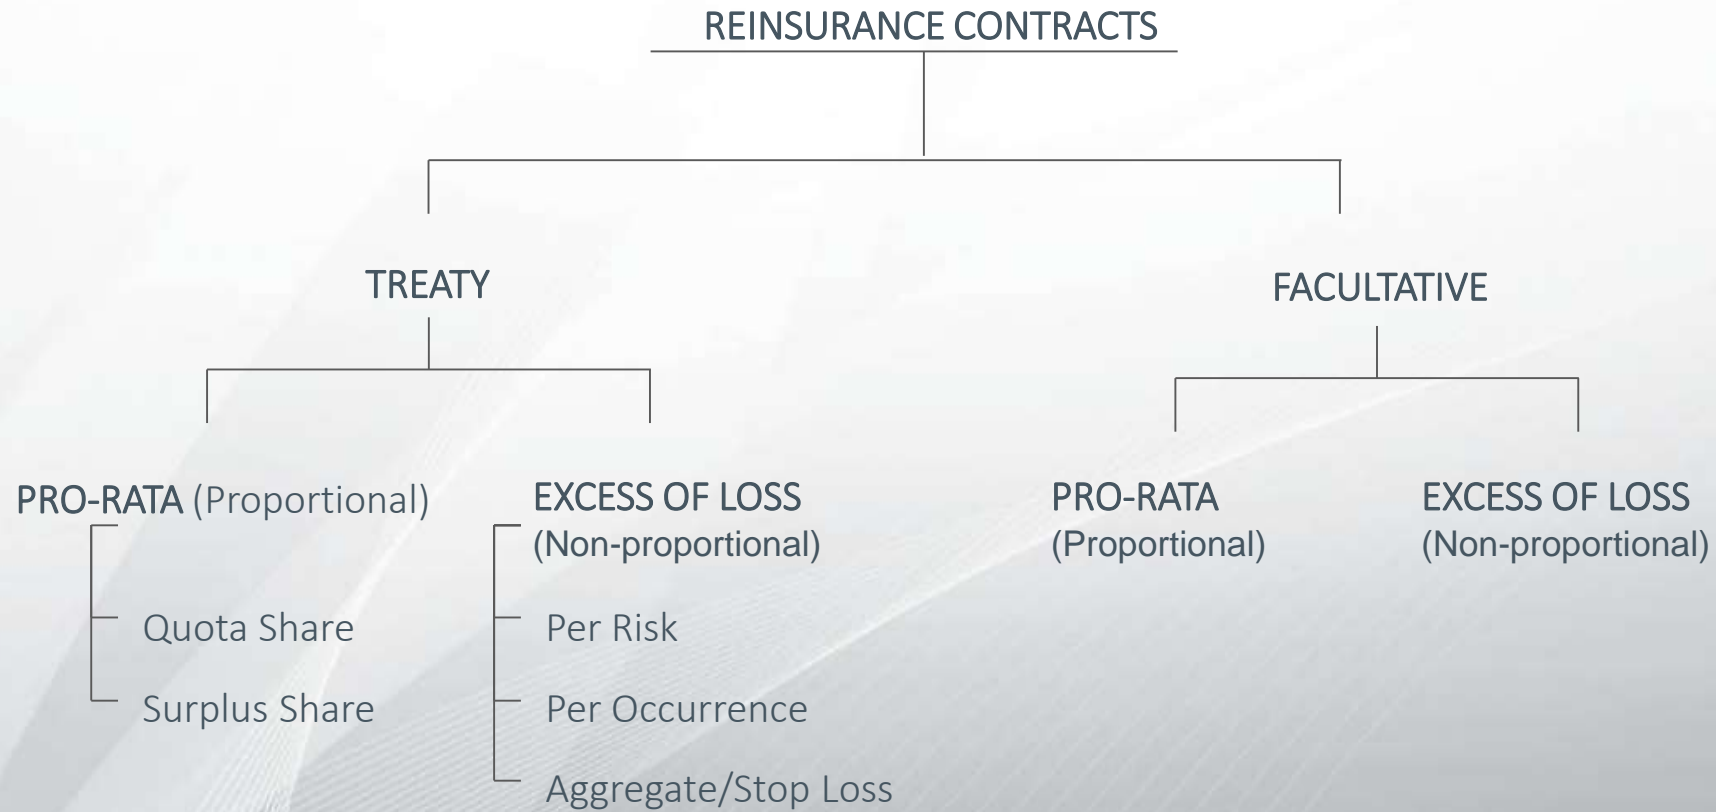 REINSURANCE CONTRACTS
TREATY
FACULTATIVE
PRO-RATA (Proportional)
Quota Share
Surplus Share
EXCESS OF LOSS
(Non-proportional)
Per Risk
Per Occurrence
Aggregate/Stop Loss
PRO-RATA
(Proportional)
EXCESS OF LOSS
(Non-proportional)